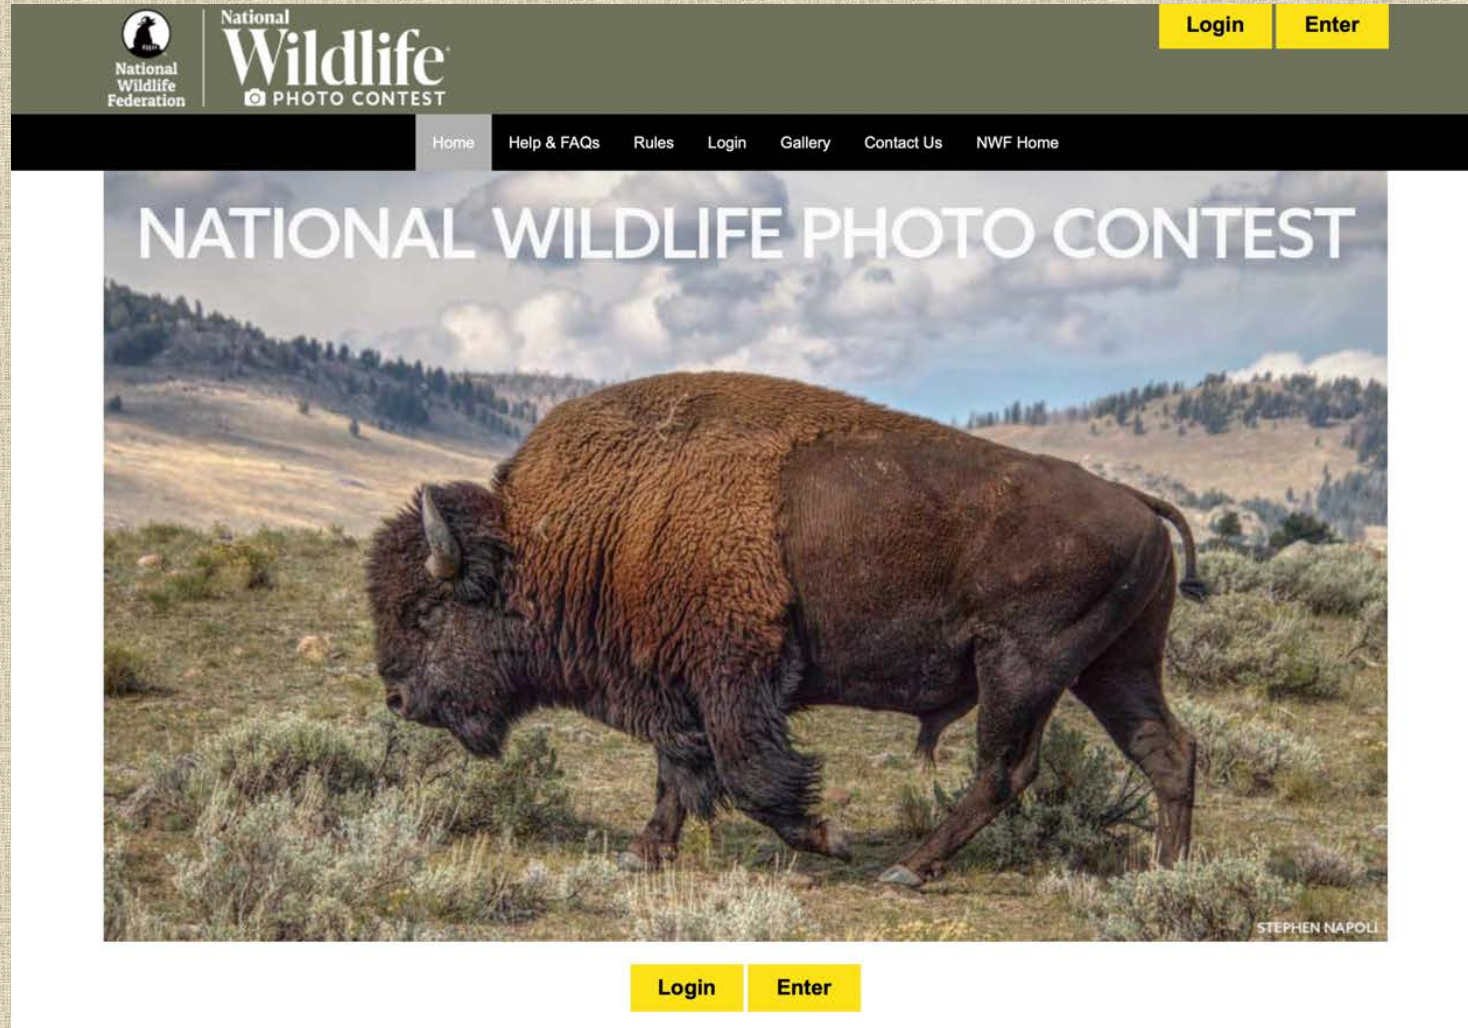 National
Wildlife
Federation
National
Wildlife
PHOTO CONTEST
Login
Enter
Home
Help & FAQs
Rules
Login
Gallery
Contact Us
NWF Home
NATIONAL WILDLIFE PHOTO CONTEST
STEPHEN NAPOLI
Login
Enter